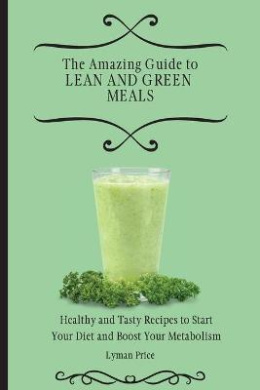 The Amazing Guide to
LEAN AND GREEN
MEALS
Healthy and Tasty Recipes to Start
Your Diet and Boost Your Metabolism
Lyman Price